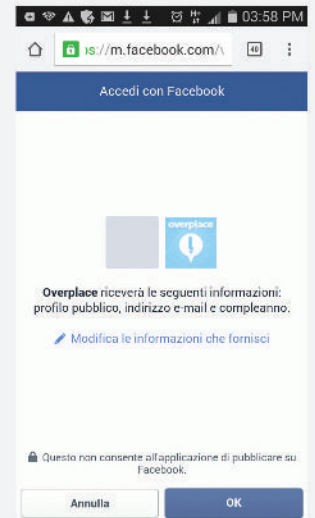 03:58 PM
s://m.facebook.com/
40
Accedi con Facebook
overplace
Overplace riceverà le seguenti informazioni:
profilo pubblico, indirizzo e-mail e compleanno.
Modifica le informazioni che fornisci
Questo non consente all'applicazione di pubblicare su
Facebook.
Annulla
OK